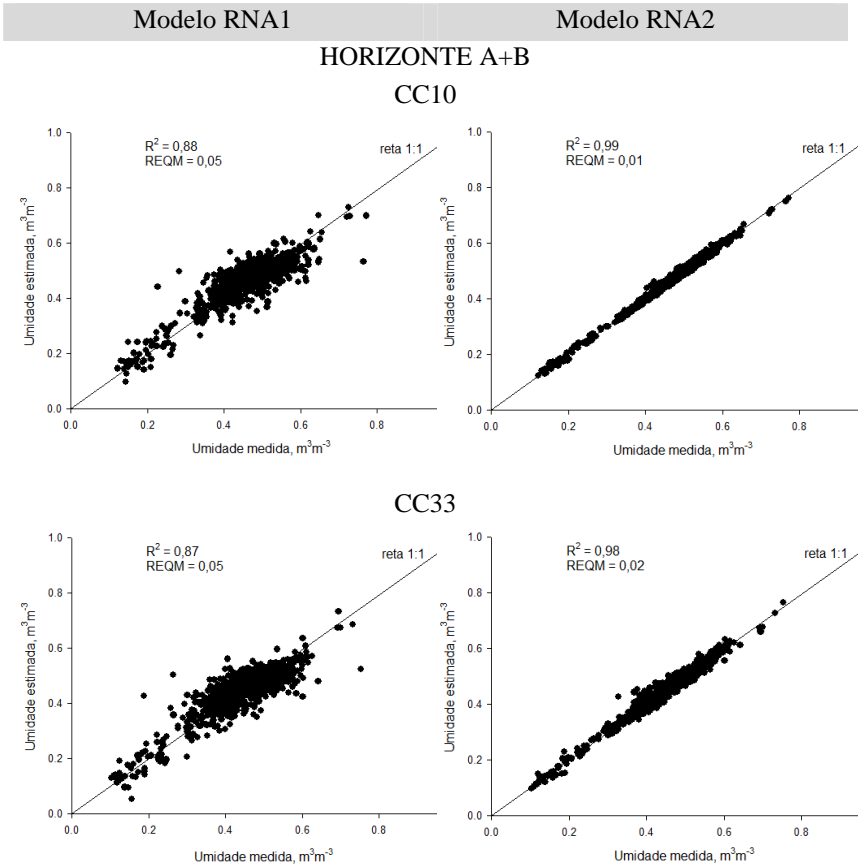 Modelo RNA1 Modelo RNA2
HORIZONTE A+B
CC10
1.0
0.8
0.6
0.4
0.2
0.0
Umidade estimada, m³m⁻³
R² = 0,88
REQM = 0,05
reta 1:1
0.0 0.2 0.4 0.6 0.8
Umidade medida, m³m⁻³
1.0
0.8
0.6
0.4
0.2
0.0
Umidade estimada, m³m⁻³
R² = 0,99
REQM = 0,01
reta 1:1
0.0 0.2 0.4 0.6 0.8
Umidade medida, m³m⁻³
CC33
1.0
0.8
0.6
0.4
0.2
0.0
Umidade estimada, m³m⁻³
R² = 0,87
REQM = 0,05
reta 1:1
0.0 0.2 0.4 0.6 0.8
Umidade medida, m³m⁻³
1.0
0.8
0.6
0.4
0.2
0.0
Umidade estimada, m³m⁻³
R² = 0,98
REQM = 0,02
reta 1:1
0.0 0.2 0.4 0.6 0.8
Umidade medida, m³m⁻³